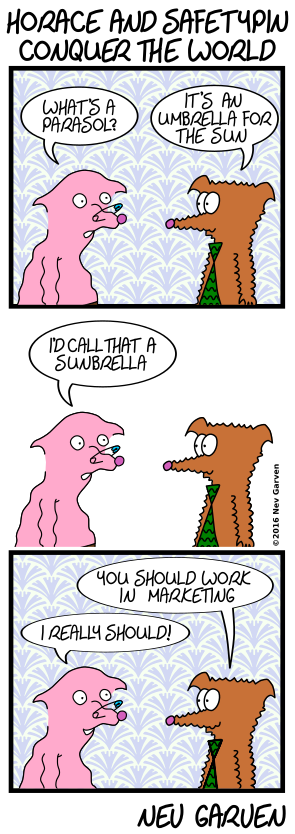 HORACE AND SAFETYPIN
CONQUER THE WORLD
WHAT'S A
PARASOL?
IT'S AN
UMBRELLA FOR
THE SUN
I'D CALL THAT A
SUNBRELLA
©2016 Nev Garven
YOU SHOULD WORK
IN MARKETING
I REALLY SHOULD!
NEV GARVEN